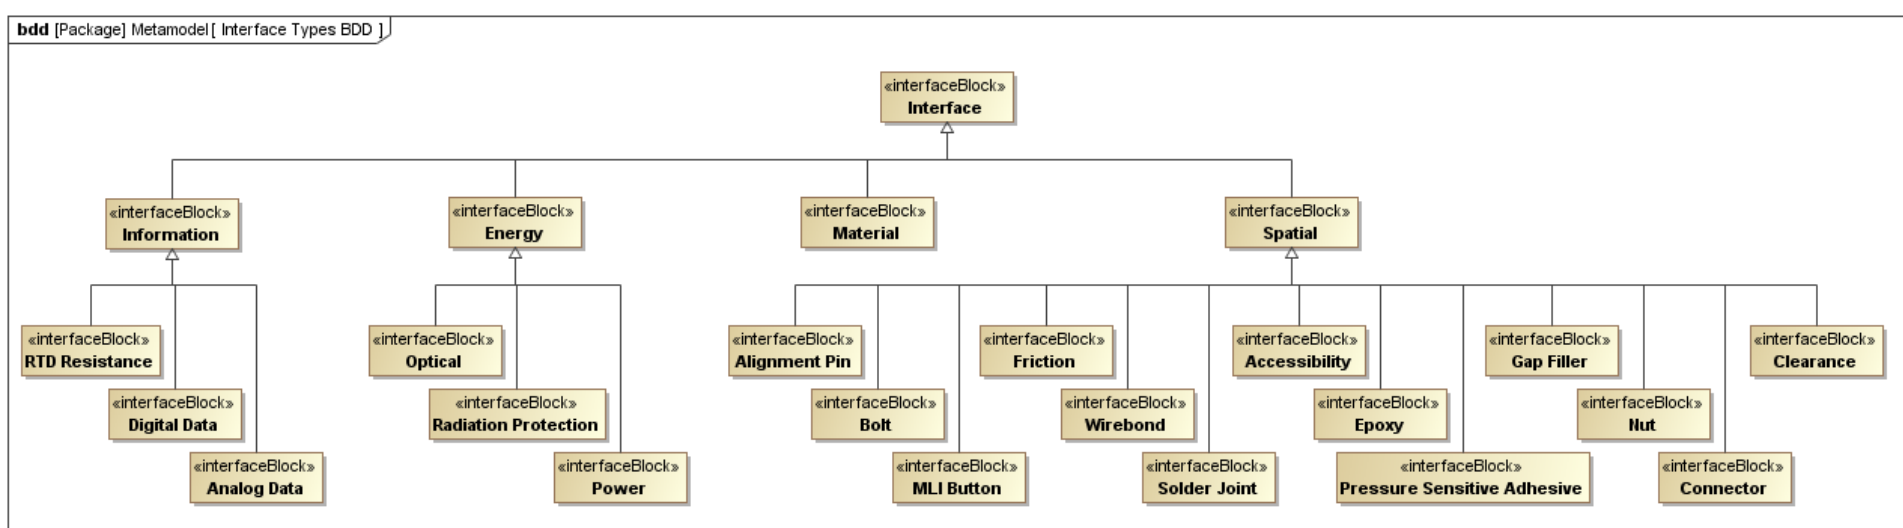 bdd [Package] Metamodel [ Interface Types BDD ]
«interfaceBlock»
Interface
«interfaceBlock»
Information
«interfaceBlock»
Energy
«interfaceBlock»
Material
«interfaceBlock»
Spatial
«interfaceBlock»
RTD Resistance
«interfaceBlock»
Digital Data
«interfaceBlock»
Analog Data
«interfaceBlock»
Optical
«interfaceBlock»
Radiation Protection
«interfaceBlock»
Power
«interfaceBlock»
Alignment Pin
«interfaceBlock»
Bolt
«interfaceBlock»
MLI Button
«interfaceBlock»
Friction
«interfaceBlock»
Wirebond
«interfaceBlock»
Solder Joint
«interfaceBlock»
Accessibility
«interfaceBlock»
Epoxy
«interfaceBlock»
Pressure Sensitive Adhesive
«interfaceBlock»
Gap Filler
«interfaceBlock»
Nut
«interfaceBlock»
Connector
«interfaceBlock»
Clearance